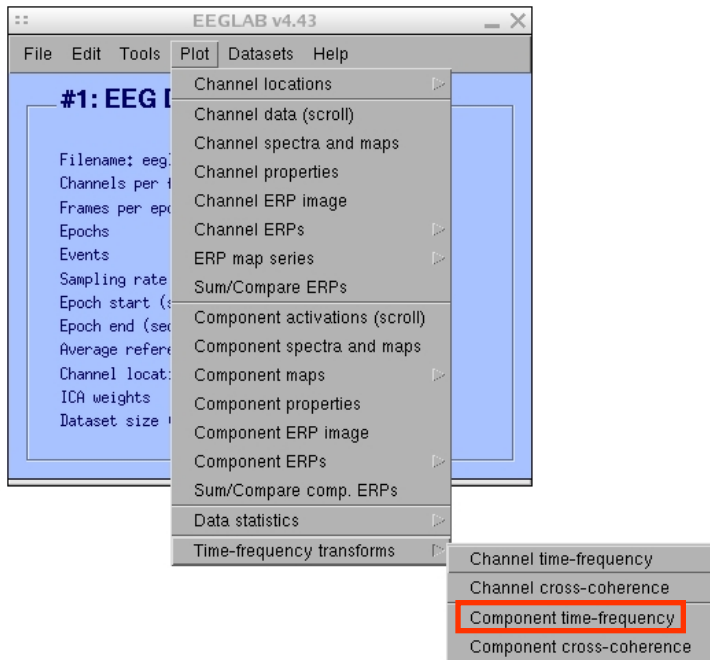 EEGLAB v4.43
File Edit Tools Plot Datasets Help
#1: EEG
Filename: eegl
Channels per
Frames per epo
Epochs
Events
Sampling rate
Epoch start (s
Epoch end (sec
Average refere
Channel locat
ICA weights
Dataset size
Channel locations
Channel data (scroll)
Channel spectra and maps
Channel properties
Channel ERP image
Channel ERPs
ERP map series
Sum/Compare ERPs
Component activations (scroll)
Component spectra and maps
Component maps
Component properties
Component ERP image
Component ERPs
Sum/Compare comp. ERPs
Data statistics
Time-frequency transforms
Channel time-frequency
Channel cross-coherence
Component time-frequency
Component cross-coherence